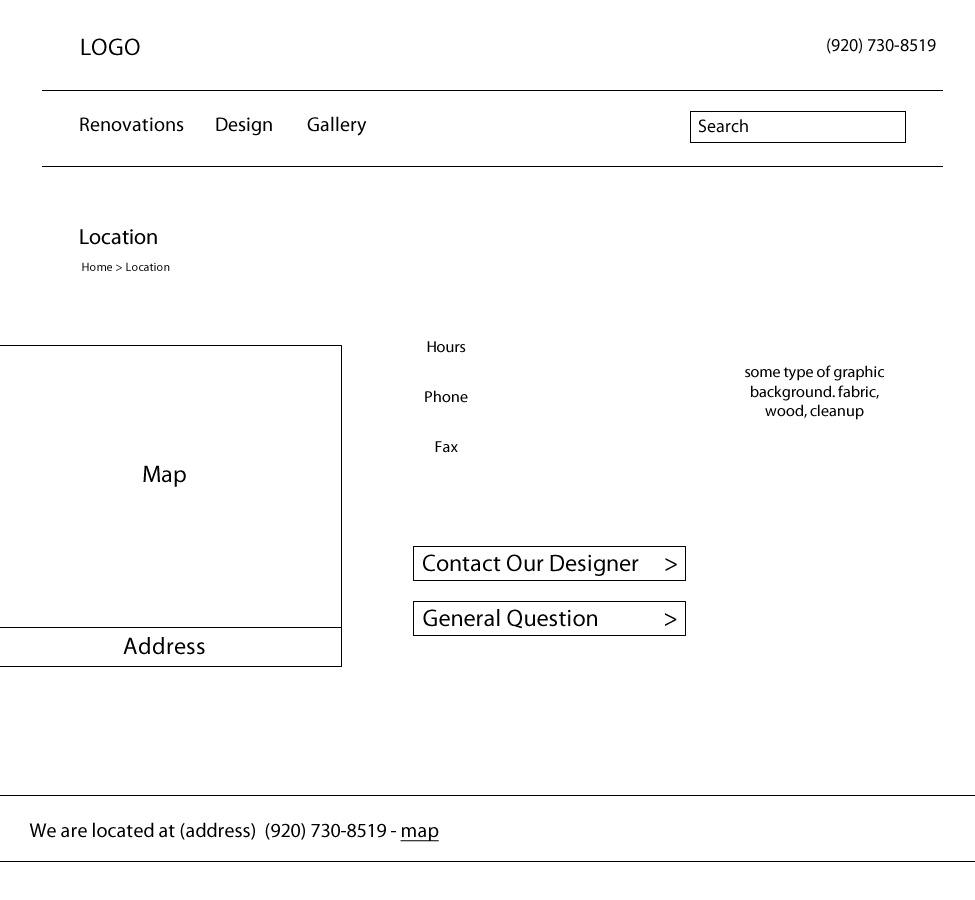 LOGO
(920) 730-8519
Renovations
Design
Gallery
Search
Location
Home > Location
Map
Address
Hours
Phone
Fax
some type of graphic
background. fabric,
wood, cleanup
Contact Our Designer >
General Question >
We are located at (address)  (920) 730-8519 - map